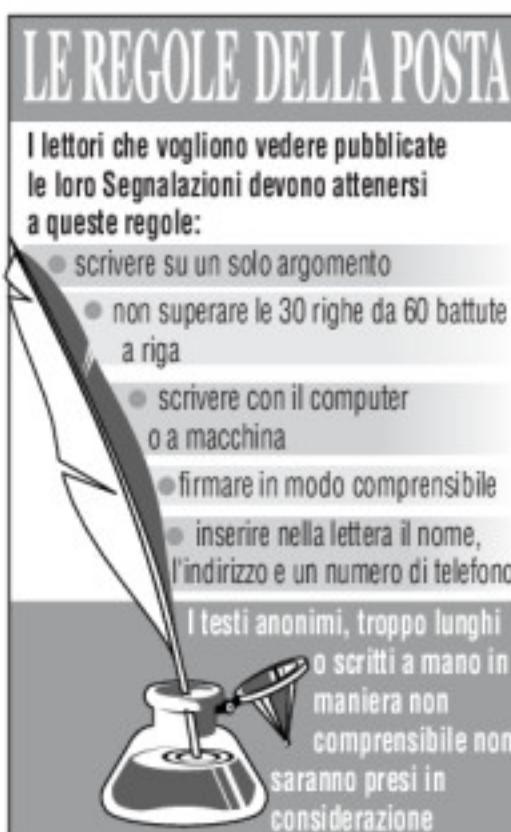 LE REGOLE DELLA POSTA
I lettori che vogliono vedere pubblicate
le loro Segnalazioni devono attenersi
a queste regole:
scrivere su un solo argomento
non superare le 30 righe da 60 battute
a riga
scrivere con il computer
o a macchina
firmare in modo comprensibile
inserire nella lettera il nome,
l'indirizzo e un numero di telefono
I testi anonimi, troppo lunghi
o scritti a mano in
maniera non
comprensibile non
saranno presi in
considerazione